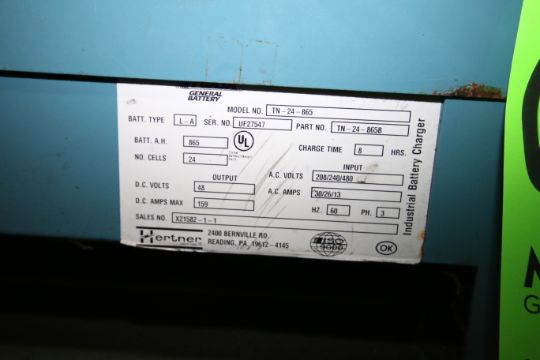 GENERAL BATTERY
MODEL NO. TN-24-865
BATT. TYPE L-A SER. NO. UF27547 PART NO. TN-24-865B
BATT. A.H. 865 UL CHARGE TIME 8 HRS.
NO. CELLS 24
OUTPUT INPUT
D.C. VOLTS 48 A.C. VOLTS 208/240/480
D.C. AMPS MAX 159 A.C. AMPS 30/26/13
HZ. 60 PH. 3
SALES NO. X21582-1-1
Hertner 2400 BERNVILLE RD. READING, PA. 19612-4145 ISO 9000 OK
Industrial Battery Charger